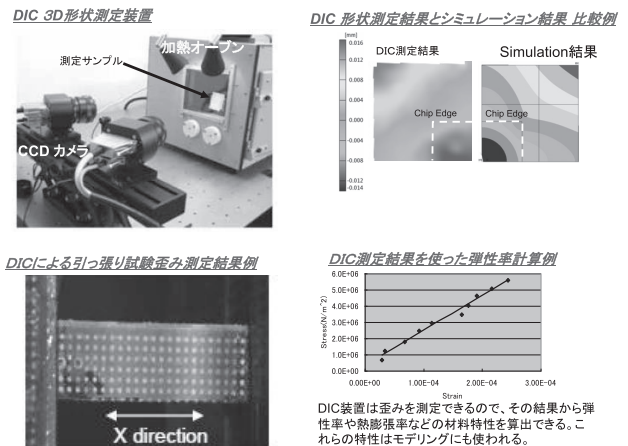 DIC 3D形状測定装置
加熱オーブン
測定サンプル
CCD カメラ
DIC 形状測定結果とシミュレーション結果 比較例
[mm]
0.016
0.012
0.008
0.004
0.000
-0.004
-0.008
-0.012
-0.014
DIC測定結果
Simulation結果
Chip Edge
Chip Edge
DICによる引っ張り試験歪み測定結果例
X direction
DIC測定結果を使った弾性率計算例
6.0E+06
5.0E+06
4.0E+06
3.0E+06
2.0E+06
1.0E+06
0.0E+00
Stress(N/m^2)
0.00E+00 1.00E-04 2.00E-04 3.00E-04
Strain
DIC装置は歪みを測定できるので、その結果から弾
性率や熱膨張率などの材料特性を算出できる。こ
れらの特性はモデリングにも使われる。